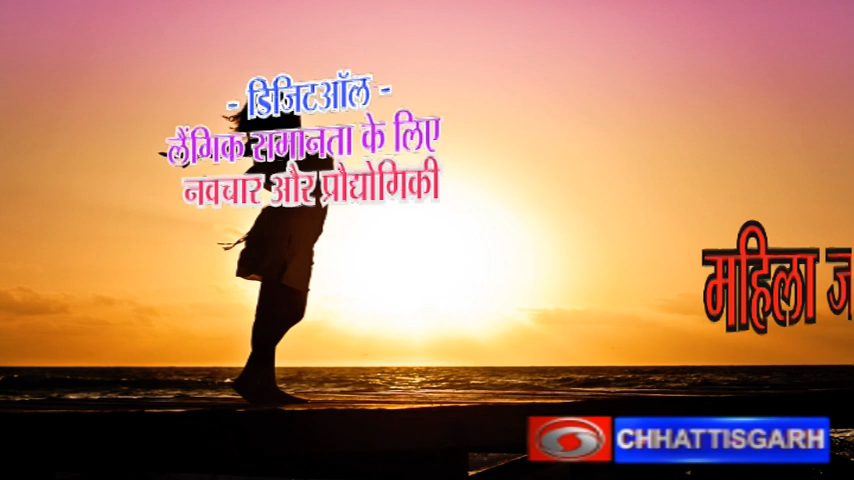 - डिजिटऑल -
लैंगिक समानता के लिए
नवचार और प्रौद्योगिकी
महिला
CHHATTISGARH